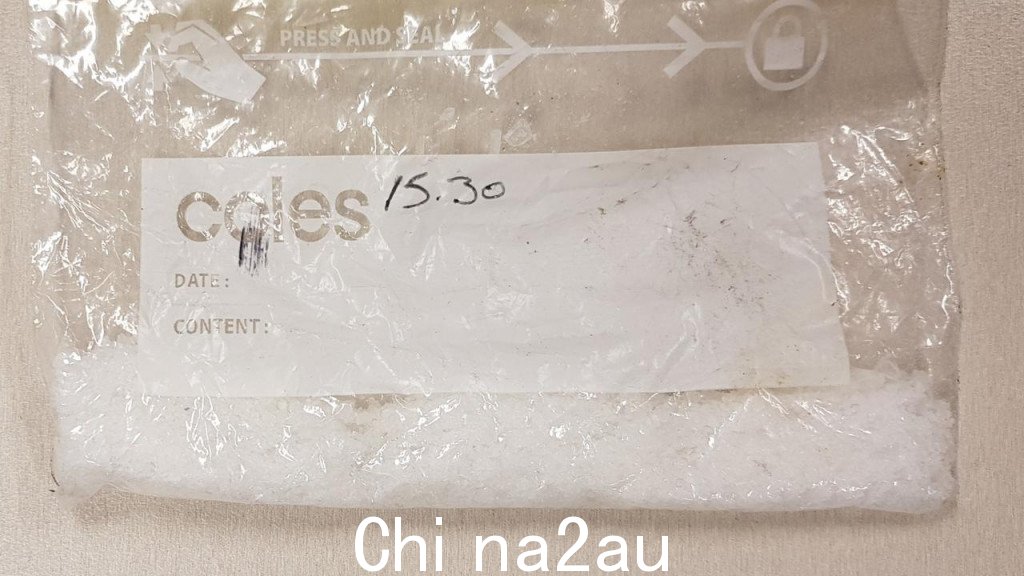 PRESS AND SEAL
coles 15.30
DATE:
CONTENT:
Chi na2au